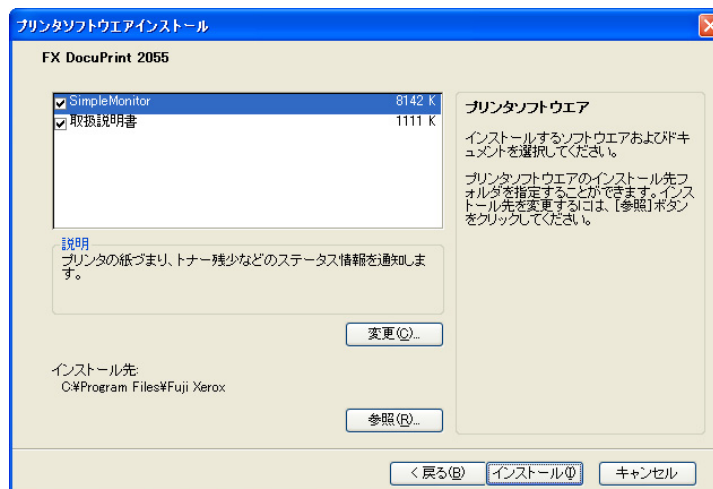 プリンタソフトウエアインストール
FX DocuPrint 2055
SimpleMonitor 8142 K
取扱説明書 1111 K
説明
プリンタの紙づまり、トナー残少などのステータス情報を通知しま
す。
変更(C)...
インストール先:
C:¥Program Files¥Fuji Xerox
参照(R)...
プリンタソフトウエア
インストールするソフトウエアおよびドキ
ュメントを選択してください。
プリンタソフトウエアのインストール先フ
ォルダを指定することができます。インス
トール先を変更するには、[参照]ボタン
をクリックしてください。
< 戻る(B)
インストール(I)
キャンセル